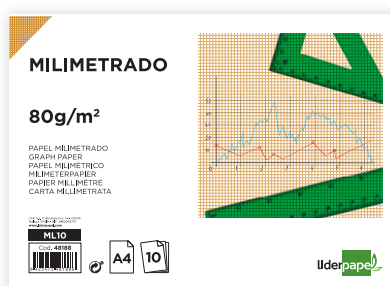 MILIMETRADO
80g/m²
PAPEL MILIMETRADO
GRAPH PAPER
PAPEL MILIMÉTRICO
MILIMETERPAPIER
PAPIER MILLIMÉTRÉ
CARTA MILLIMETRATA
ML10
Cod. 48188
A4
10
liderpapel